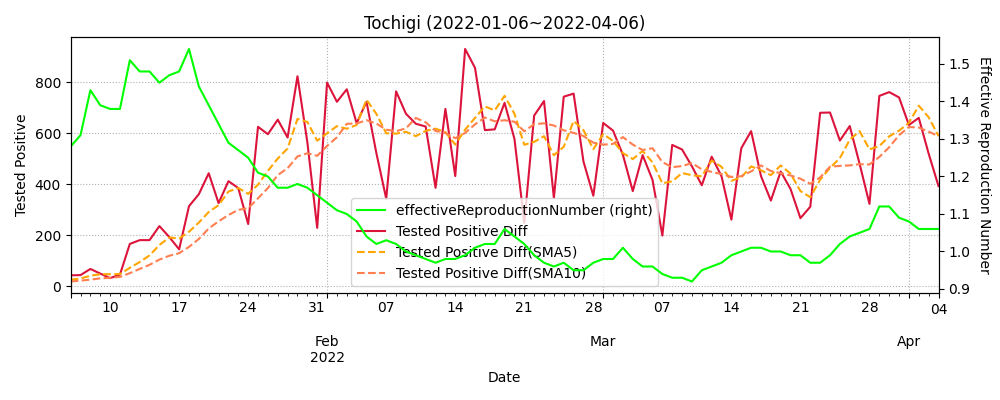 Tochigi (2022-01-06~2022-04-06)
Tested Positive
800
600
400
200
0
1.5
1.4
1.3
1.2
1.1
1.0
0.9
Effective Reproduction Number
effectiveReproductionNumber (right)
Tested Positive Diff
Tested Positive Diff(SMA5)
Tested Positive Diff(SMA10)
10 17 24 31 07 14 21 28 07 14 21 28 04
Feb Mar Apr
2022
Date